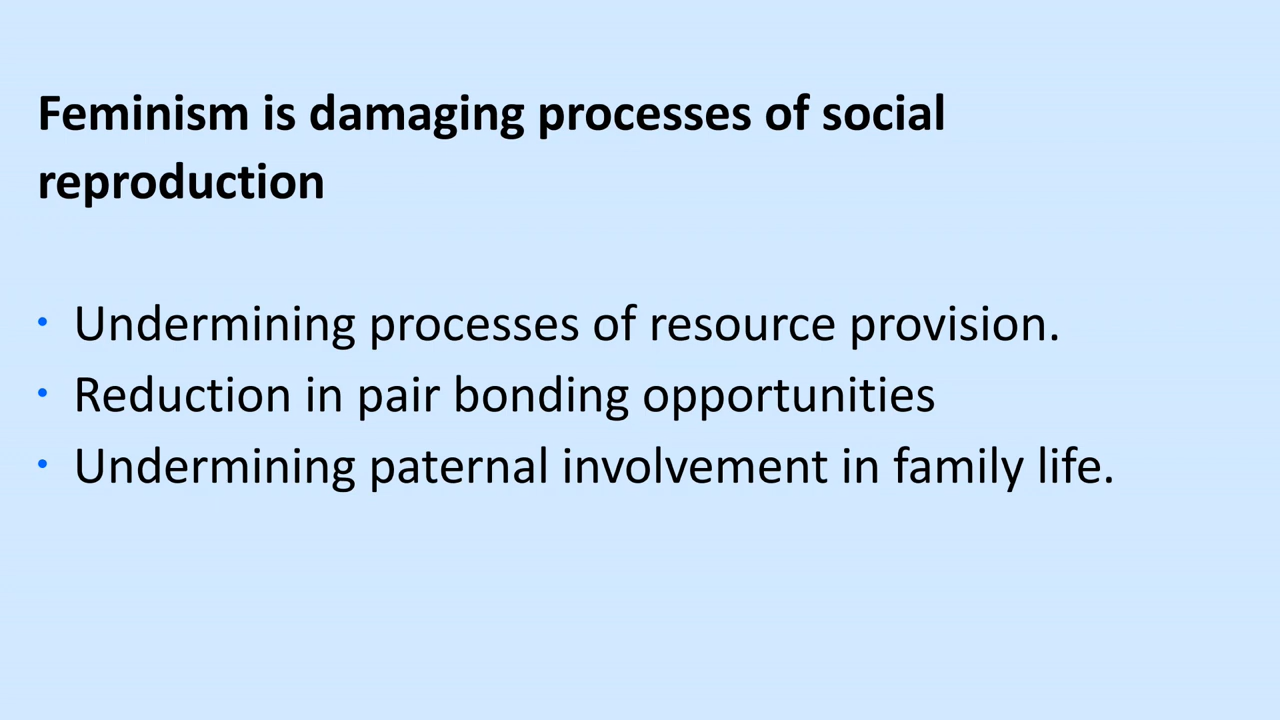 Feminism is damaging processes of social
reproduction
• Undermining processes of resource provision.
• Reduction in pair bonding opportunities
• Undermining paternal involvement in family life.